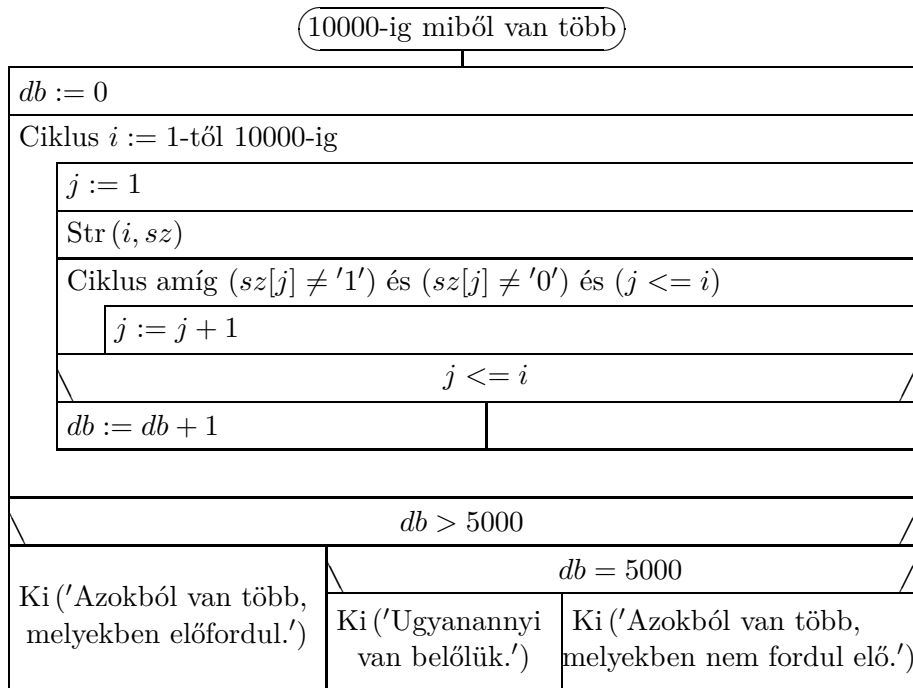 10000-ig miből van több
db := 0
Ciklus i := 1-től 10000-ig
j := 1
Str (i, sz)
Ciklus amíg (sz[j] ≠ ′1′) és (sz[j] ≠ ′0′) és (j <= i)
j := j + 1
j <= i
db := db + 1
db > 5000
Ki (′Azokból van több,
melyekben előfordul.′)
db = 5000
Ki (′Ugyanannyi
van belőlük.′)
Ki (′Azokból van több,
melyekben nem fordul elő.′)